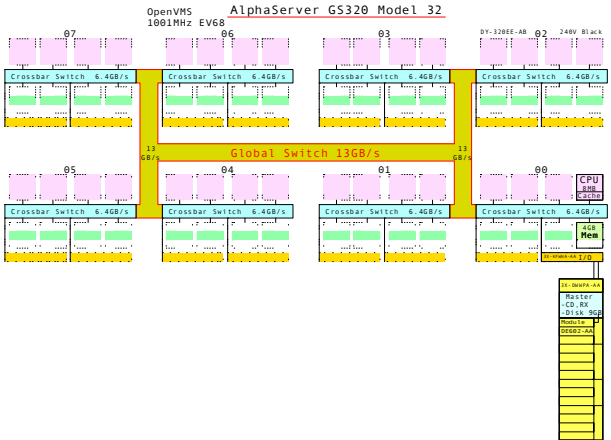 AlphaServer GS320 Model 32
OpenVMS
1001MHz EV68
07
06
03
DY-320EE-AB
02
240V Black
Crossbar Switch 6.4GB/s
Crossbar Switch 6.4GB/s
Crossbar Switch 6.4GB/s
Crossbar Switch 6.4GB/s
13
GB/s
Global Switch 13GB/s
13
GB/s
05
04
01
00
CPU
8MB
Cache
Crossbar Switch 6.4GB/s
Crossbar Switch 6.4GB/s
Crossbar Switch 6.4GB/s
Crossbar Switch 6.4GB/s
4GB
Mem
I/O
3X-DWWPA-AA
Master
-CD,RX
-Disk 9GB
Module
DE602-AA